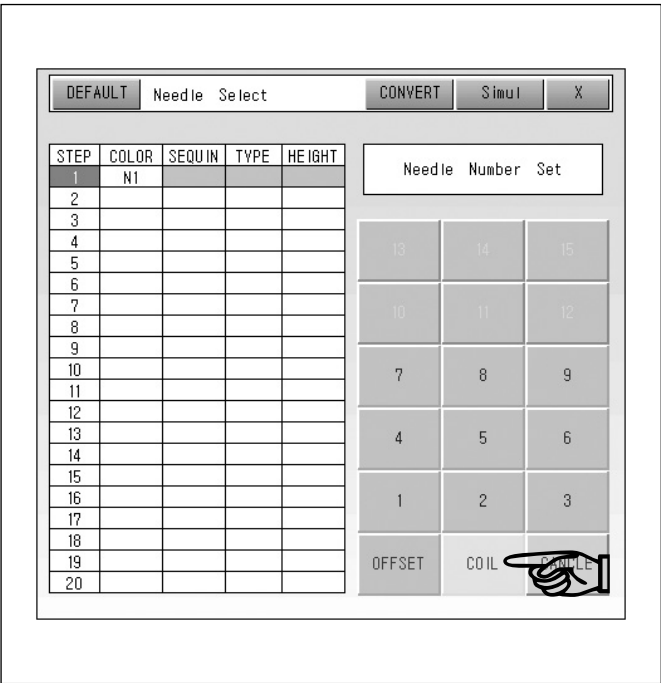 DEFAULT Needle Select CONVERT Simul X
STEP COLOR SEQUIN TYPE HEIGHT
Needle Number Set
1 N1
2
3
4
5
6
7
8
9
10
11
12
13
14
15
16
17
18
19
20
13 14 15
10 11 12
7 8 9
4 5 6
1 2 3
OFFSET COIL CANCLE